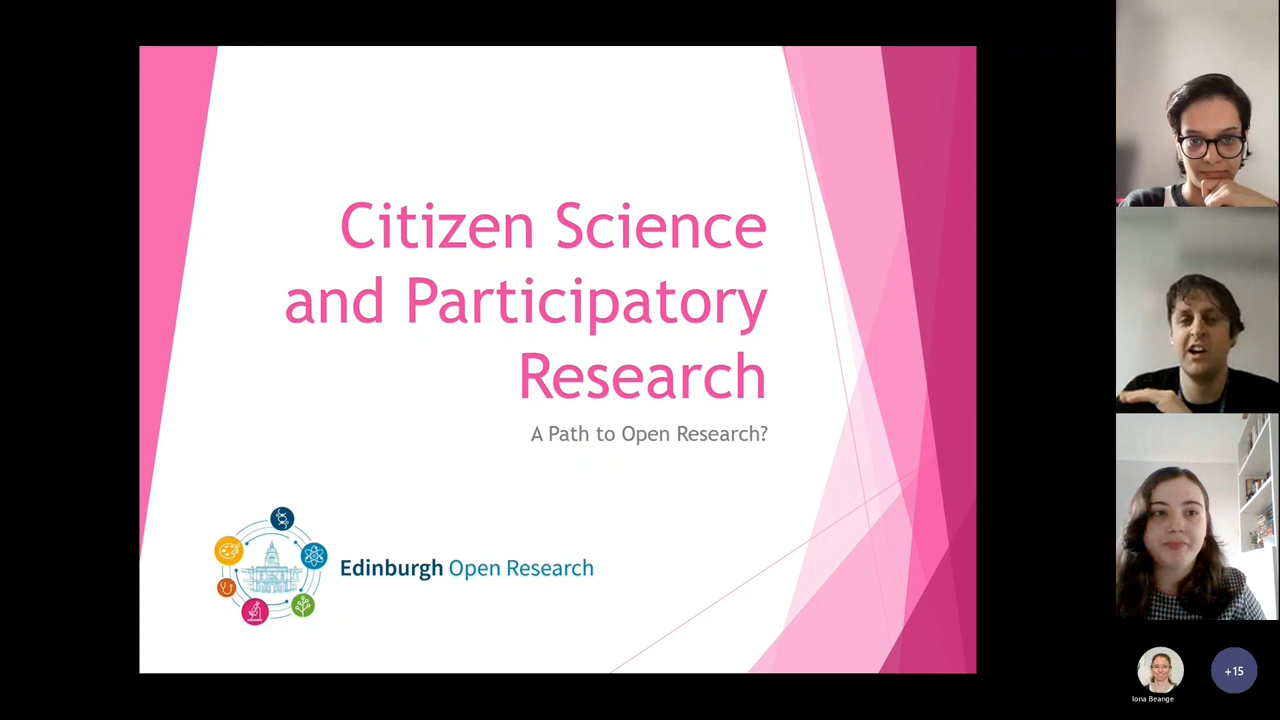 Citizen Science
and Participatory
Research
A Path to Open Research?
Edinburgh Open Research
Iona Beange
+15